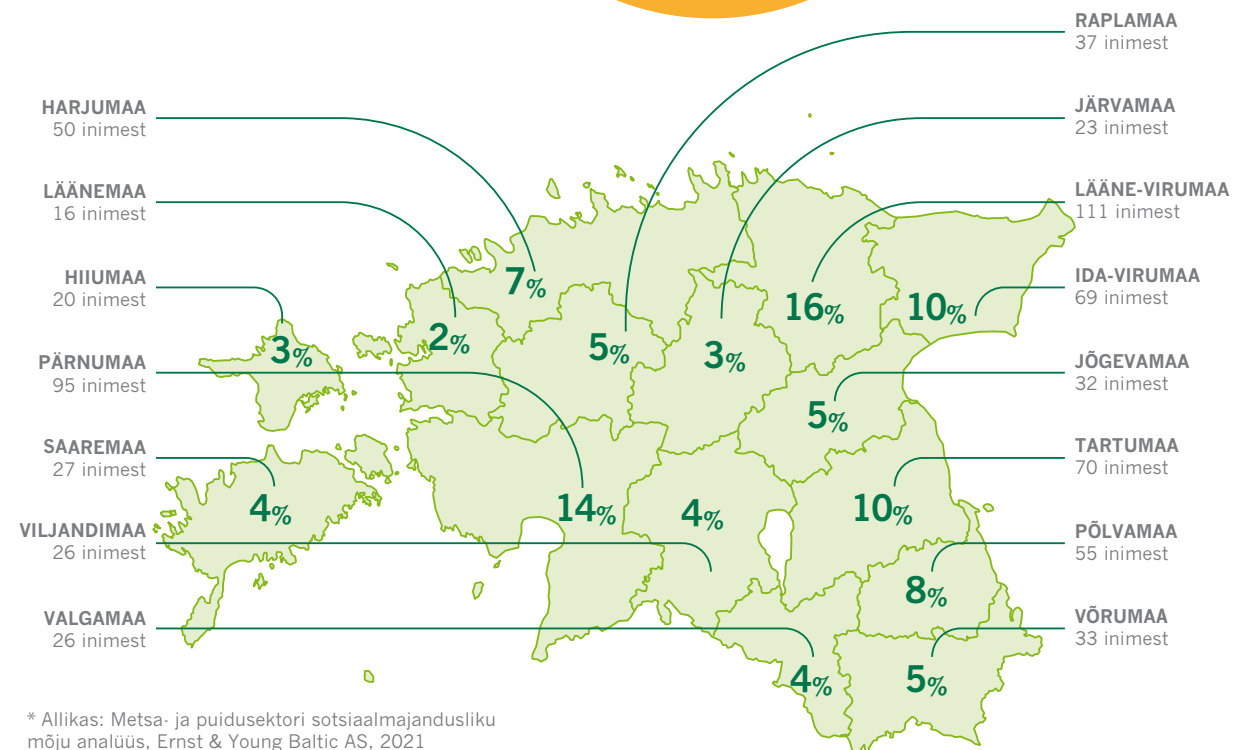 RAPLAMAA
37 inimest
HARJUMAA
50 inimest
JÄRVAMAA
23 inimest
LÄÄNEMAA
16 inimest
LÄÄNE-VIRUMAA
111 inimest
HIIUMAA
20 inimest
IDA-VIRUMAA
69 inimest
PÄRNUMAA
95 inimest
JÕGEVAMAA
32 inimest
SAAREMAA
27 inimest
TARTUMAA
70 inimest
VILJANDIMAA
26 inimest
PÕLVAMAA
55 inimest
VALGAMAA
26 inimest
VÕRUMAA
33 inimest
7%
16%
10%
2%
3%
5%
3%
5%
4%
14%
4%
10%
8%
4%
5%
* Allikas: Metsa- ja puidusektori sotsiaalmajandusliku
mõju analüüs, Ernst & Young Baltic AS, 2021